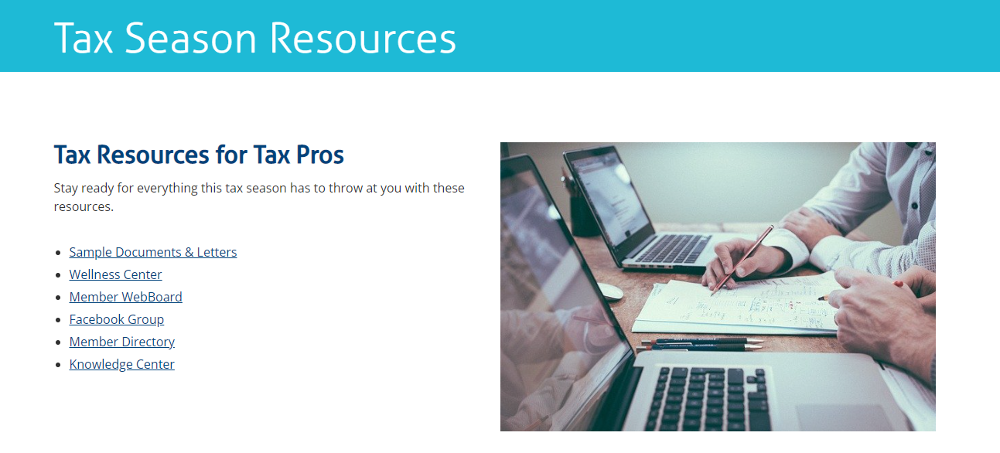 Tax Season Resources
Tax Resources for Tax Pros
Stay ready for everything this tax season has to throw at you with these
resources.
Sample Documents & Letters
Wellness Center
Member WebBoard
Facebook Group
Member Directory
Knowledge Center